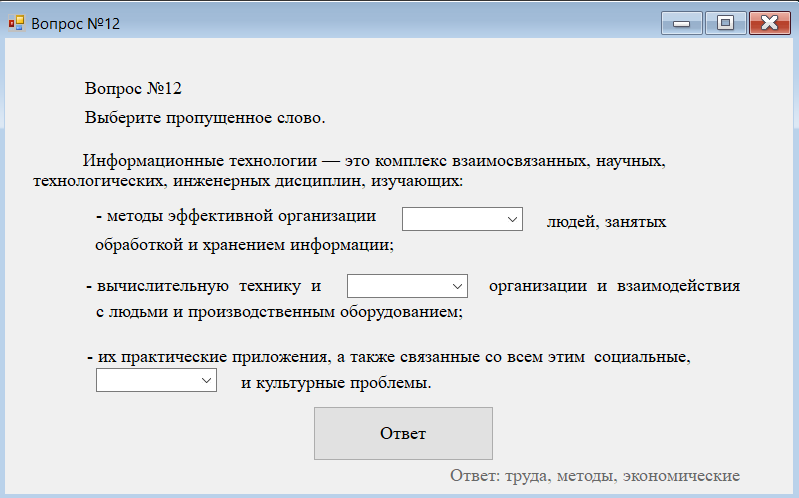 Вопрос №12
Вопрос №12
Выберите пропущенное слово.
Информационные технологии — это комплекс взаимосвязанных, научных,
технологических, инженерных дисциплин, изучающих:
- методы эффективной организации людей, занятых
обработкой и хранением информации;
- вычислительную технику и организации и взаимодействия
с людьми и производственным оборудованием;
- их практические приложения, а также связанные со всем этим социальные,
и культурные проблемы.
Ответ
Ответ: труда, методы, экономические